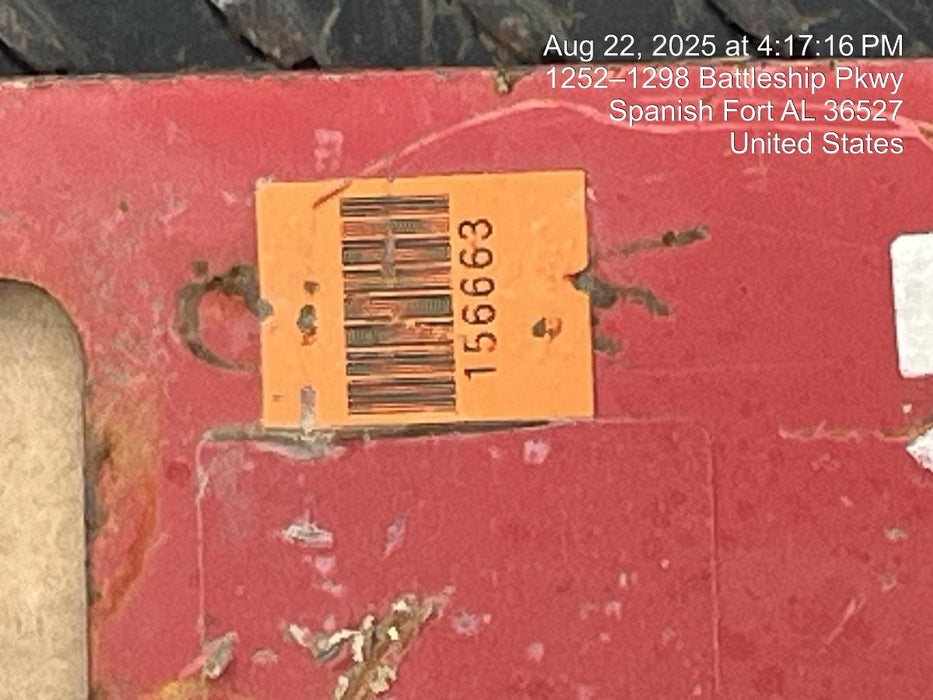 Aug 22, 2025 at 4:17:16 PM
1252–1298 Battleship Pkwy
Spanish Fort AL 36527
United States
156663